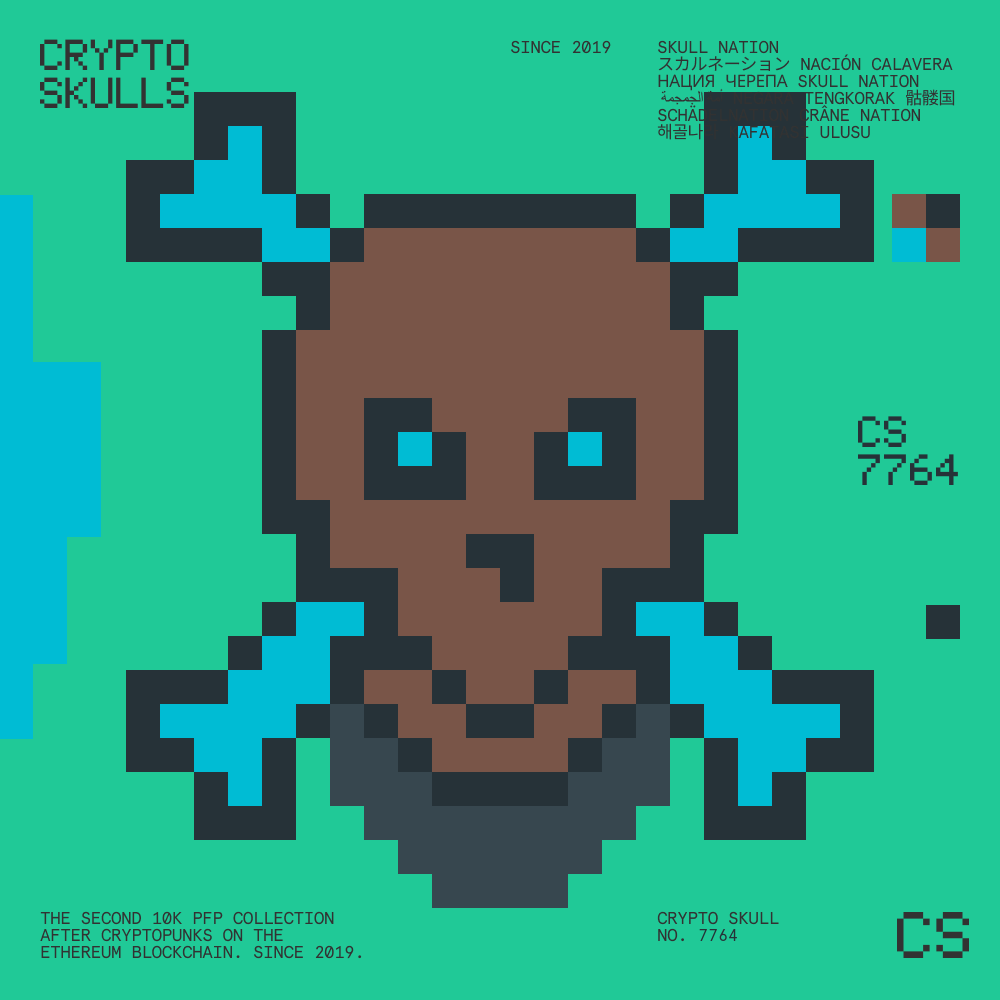 CRYPTO
SKULLS
SINCE 2019
SKULL NATION
スカルネーション NACIÓN CALAVERA
НАЦИЯ ЧЕРЕПА SKULL NATION
TENGKORAK 骷髅国
CRÂNE NATION
ULUSU
CS
7764
THE SECOND 10K PFP COLLECTION
AFTER CRYPTOPUNKS ON THE
ETHEREUM BLOCKCHAIN. SINCE 2019.
CRYPTO SKULL
NO. 7764
CS